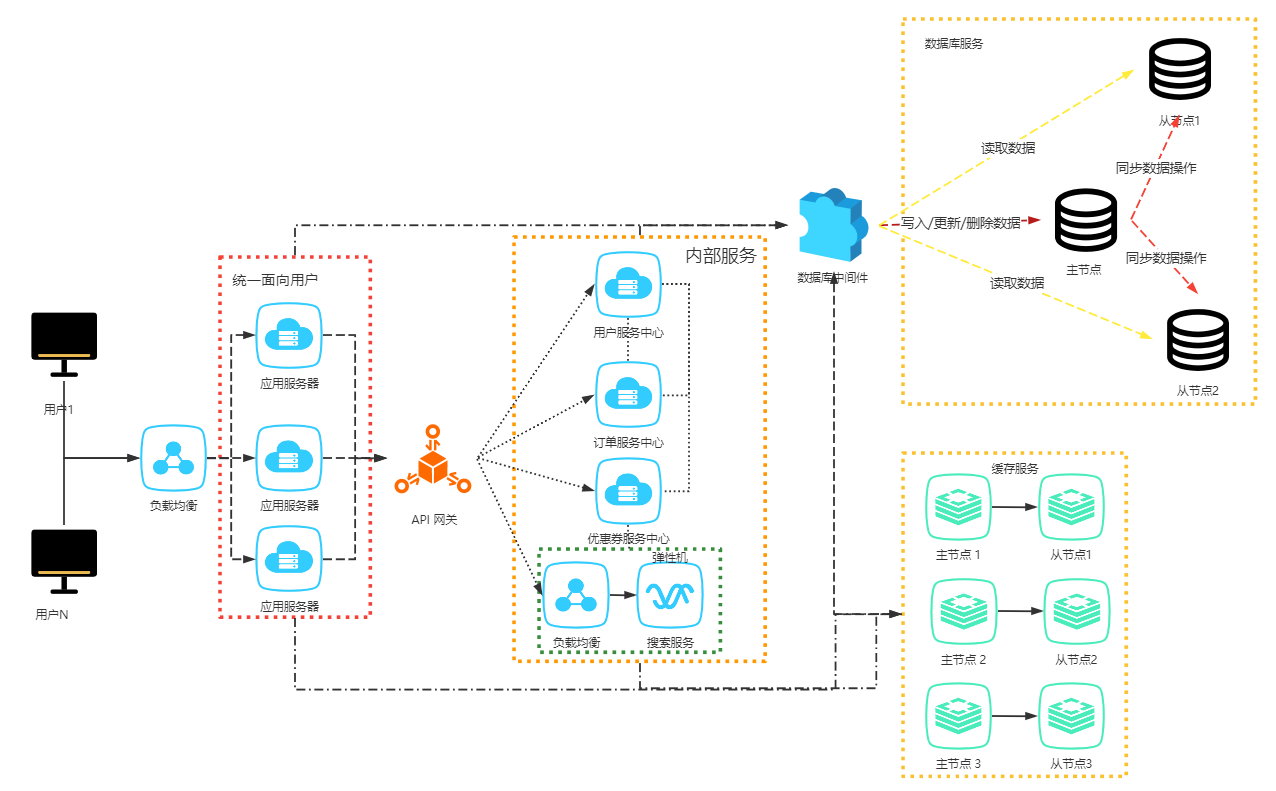 数据库服务
从节点1
读取数据
同步数据操作
写入/更新/删除数据
主节点
同步数据操作
读取数据
从节点2
数据库中间件
内部服务
统一面向用户
用户服务中心
应用服务器
用户1
订单服务中心
负载均衡
应用服务器
API 网关
优惠券服务中心
弹性机
应用服务器
用户N
负载均衡
搜索服务
缓存服务
主节点 1
从节点1
主节点 2
从节点2
主节点 3
从节点3